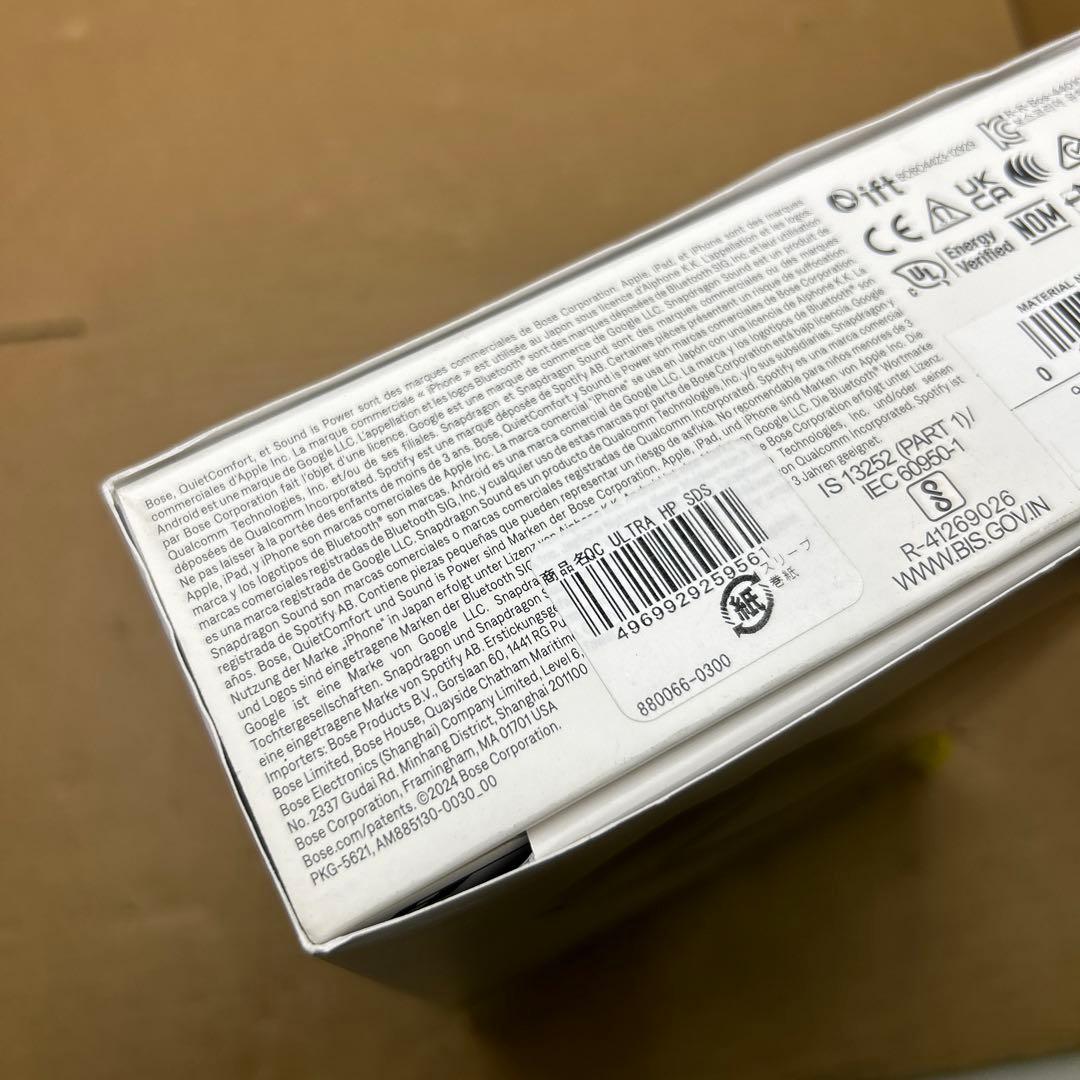 Bose, QuietComfort, et Sound is Power sont des marques commerciales de Bose Corporation. Apple, iPad, et iPhone sont des marques
commerciales d'Apple Inc. La marque commerciale « iPhone » est utilisée au Japon sous licence d'Aiphone K.K. L'appellation et les logos
Android est une marque de Google LLC. L'appellation et les logos Bluetooth® sont des marques déposées de Bluetooth SIG, Inc. et leur utilisation
par Bose Corporation fait l'objet d'une licence. Google est une marque de commerce de Google LLC. Snapdragon Sound est un produit de
Qualcomm Technologies, Inc. et/ou de ses filiales. Snapdragon et Snapdragon Sound sont des marques commerciales ou des marques
déposées de Qualcomm Incorporated. Spotify est une marque déposée de Spotify AB. Certaines pièces présentent un risque de suffocation
Ne pas laisser à la portée des enfants de moins de 3 ans. Bose, QuietComfort y Sound is Power son marcas comerciales de Bose Corporation.
Apple, iPad, y iPhone son marcas comerciales de Apple Inc. La marca comercial "iPhone" se usa en Japón con una licencia de Aiphone K.K. La
marca y los logotipos de Bluetooth® son
marcas comerciales registradas de Bluetooth SIG, Inc. y cualquier uso de estas marcas por parte de Bose Corporation está bajo licencia. Google
es una marca registrada de Google LLC. Snapdragon Sound es un producto de Qualcomm Technologies, Inc. y/o sus subsidiarias. Snapdragon y
Snapdragon Sound son marcas comerciales o marcas comerciales registradas de Qualcomm Incorporated. Spotify es una marca comercial
registrada de Spotify AB. Contiene piezas pequeñas que pueden representar un riesgo de asfixia. No recomendable para niños menores de 3
años. Bose, QuietComfort und Sound is Power sind Marken der Bose Corporation. Apple, iPad, und iPhone sind Marken von Apple Inc. Die
Nutzung der Marke „iPhone" in Japan erfolgt unter Lizenz
und Logos sind eingetragene Marken der Bluetooth SIG
Google ist eine Marke von Google LLC. Snapdra
Tochtergesellschaften. Snapdragon und Snapdragon
eine eingetragene Marke von Spotify AB. Erstickungsge
3 Jahren geeignet.
Importers: Bose Products B.V., Gorslaan 60, 1441 RG Pu
Bose Limited, Bose House, Quayside Chatham Maritim
Bose Electronics (Shanghai) Company Limited, Level 6,
No. 2337 Gudai Rd. Minhang District, Shanghai 201100
Bose Corporation, Framingham, MA 01701 USA
Bose.com/patents. ©2024 Bose Corporation.
PKG-5621, AM885130-0030_00
商品名QC ULTRA HP SDS
4969929259561
スリーブ
巻紙
紙
880066-0300
ift
CE
UK
CA
UL
Energy
Verified
NOM
MATERIAL N
0
IS 13252 (PART 1)/
IEC 60950-1
R-41269026
WWW.BIS.GOV.IN